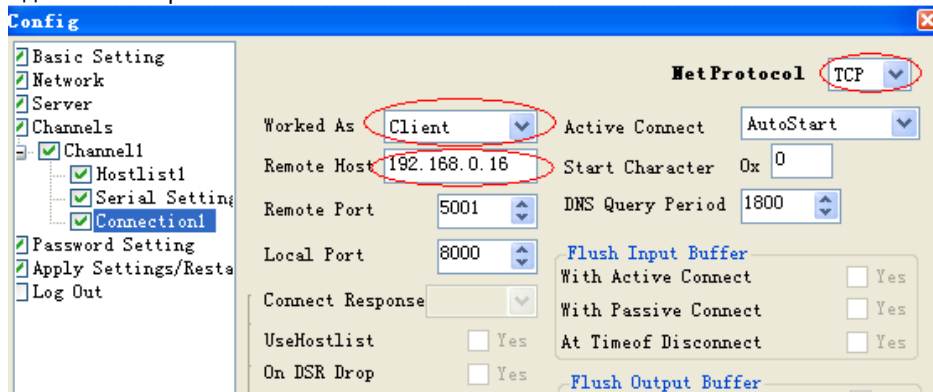 Config
Basic Setting
Network
Server
Channels
Channel1
Hostlist1
Serial Setting
Connection1
Password Setting
Apply Settings/Resta
Log Out
Net Protocol TCP
Worked As Client
Active Connect AutoStart
Remote Host 192.168.0.16
Start Character 0x 0
Remote Port 5001
DNS Query Period 1800
Local Port 8000
Flush Input Buffer
With Active Connect Yes
Connect Response
With Passive Connect Yes
UseHostlist Yes
At Timeof Disconnect Yes
On DSR Drop Yes
Flush Output Buffer